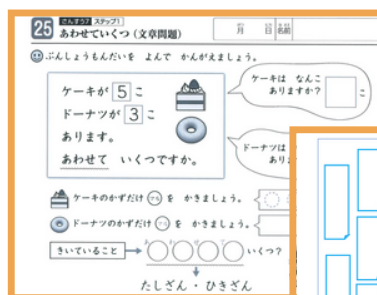 25 さんすう7 ステップ1
あわせていくつ（文章問題）
月 日 名前
ぶんしょうもんだいを よんで かんがえましょう。
ケーキが 5 こ
ドーナツが 3 こ
あります。
あわせて いくつですか。
ケーキは なんこ
ありますか？ こ
ドーナツは
ケーキのかずだけ ○ を かきましょう。
ドーナツのかずだけ ○ を かきましょう。
きいていること いくつ？
たしざん・ひきざん